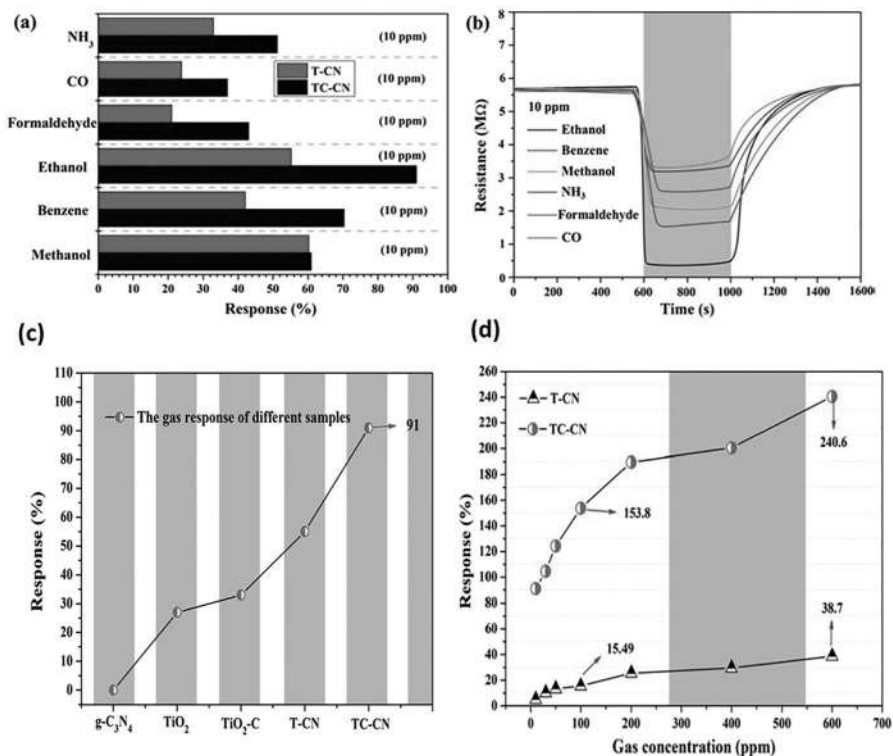 (a)
NH3
CO
Formaldehyde
Ethanol
Benzene
Methanol
(10 ppm)
(10 ppm)
(10 ppm)
(10 ppm)
(10 ppm)
(10 ppm)
T-CN
TC-CN
0 10 20 30 40 50 60 70 80 90 100
Response (%)
(b)
8
7
6
5
4
3
2
1
0
Resistance (MΩ)
10 ppm
Ethanol
Benzene
Methanol
NH3
Formaldehyde
CO
0 200 400 600 800 1000 1200 1400 1600
Time (s)
(c)
110
100
90
80
70
60
50
40
30
20
10
0
Response (%)
The gas response of different samples
91
g-C3N4 TiO2 TiO2-C T-CN TC-CN
(d)
260
240
220
200
180
160
140
120
100
80
60
40
20
0
Response (%)
T-CN
TC-CN
240.6
153.8
38.7
15.49
0 100 200 300 400 500 600
Gas concentration (ppm)